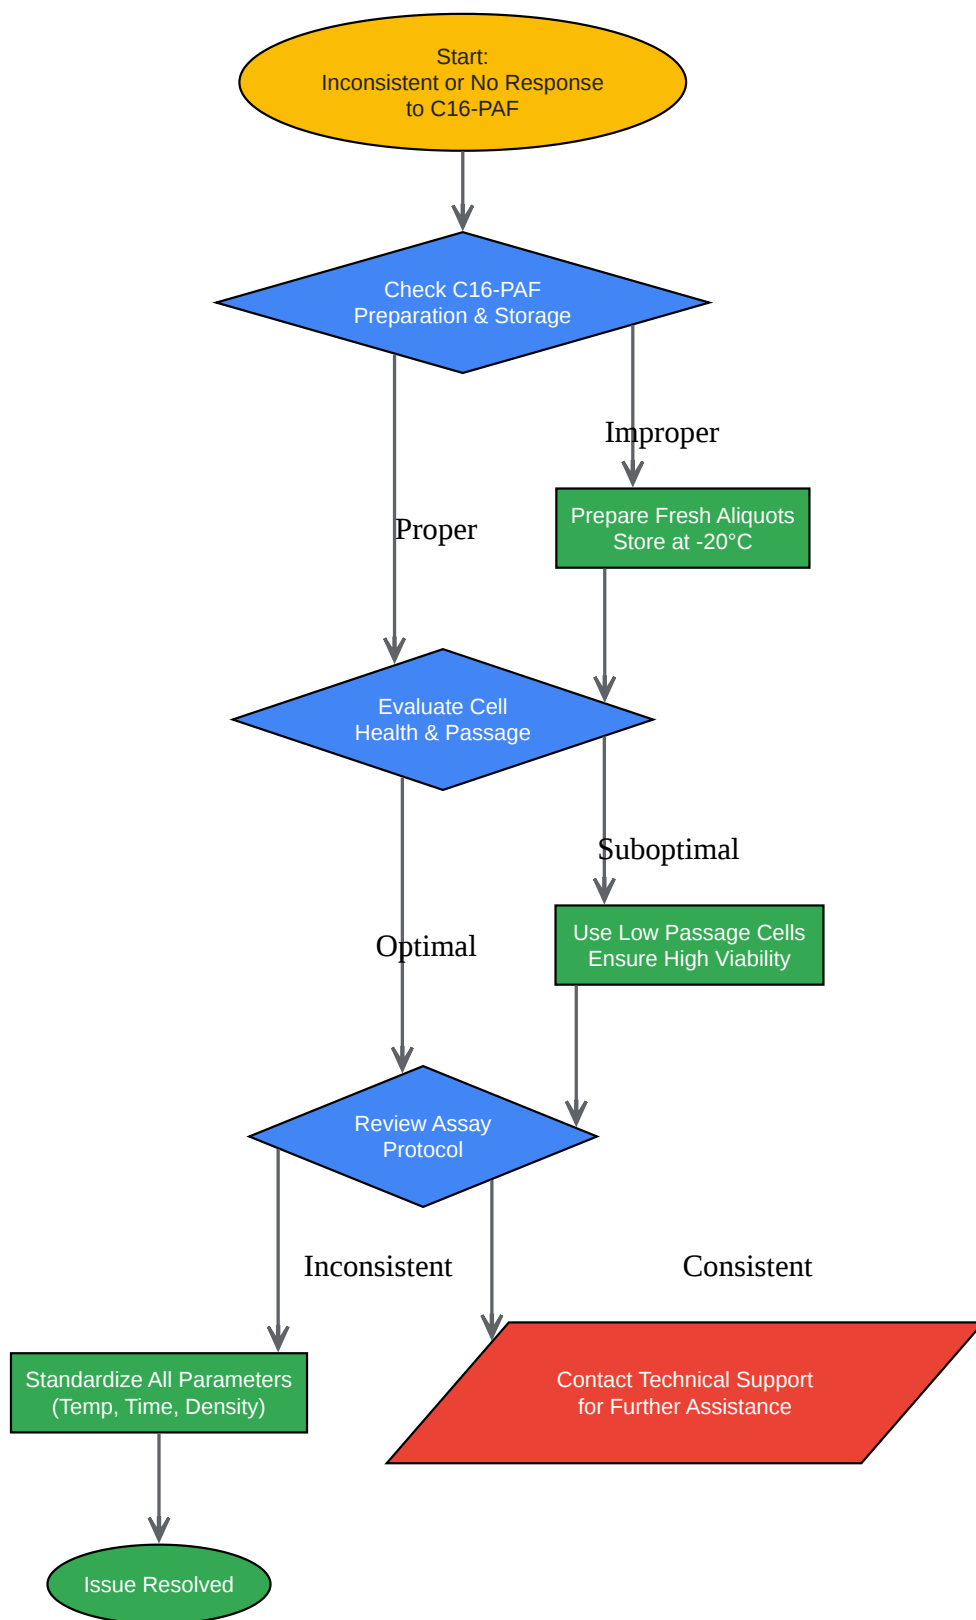 Start:
Inconsistent or No Response
to C16-PAF
Check C16-PAF
Preparation & Storage
Improper
Proper
Prepare Fresh Aliquots
Store at -20°C
Evaluate Cell
Health & Passage
Suboptimal
Optimal
Use Low Passage Cells
Ensure High Viability
Review Assay
Protocol
Inconsistent
Consistent
Standardize All Parameters
(Temp, Time, Density)
Contact Technical Support
for Further Assistance
Issue Resolved